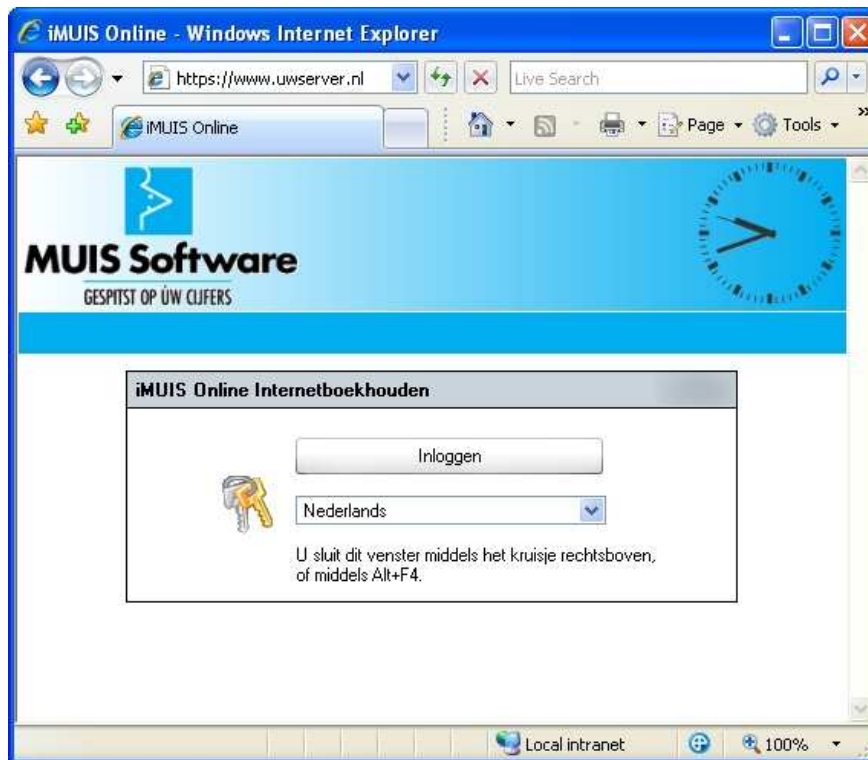 iMUIS Online - Windows Internet Explorer
https://www.uwserver.nl
Live Search
iMUIS Online
Page
Tools
MUIS Software
GESPITST OP ÚW CIJFERS
iMUIS Online Internetboekhouden
Inloggen
Nederlands
U sluit dit venster middels het kruisje rechtsboven,
of middels Alt+F4.
Local intranet
100%